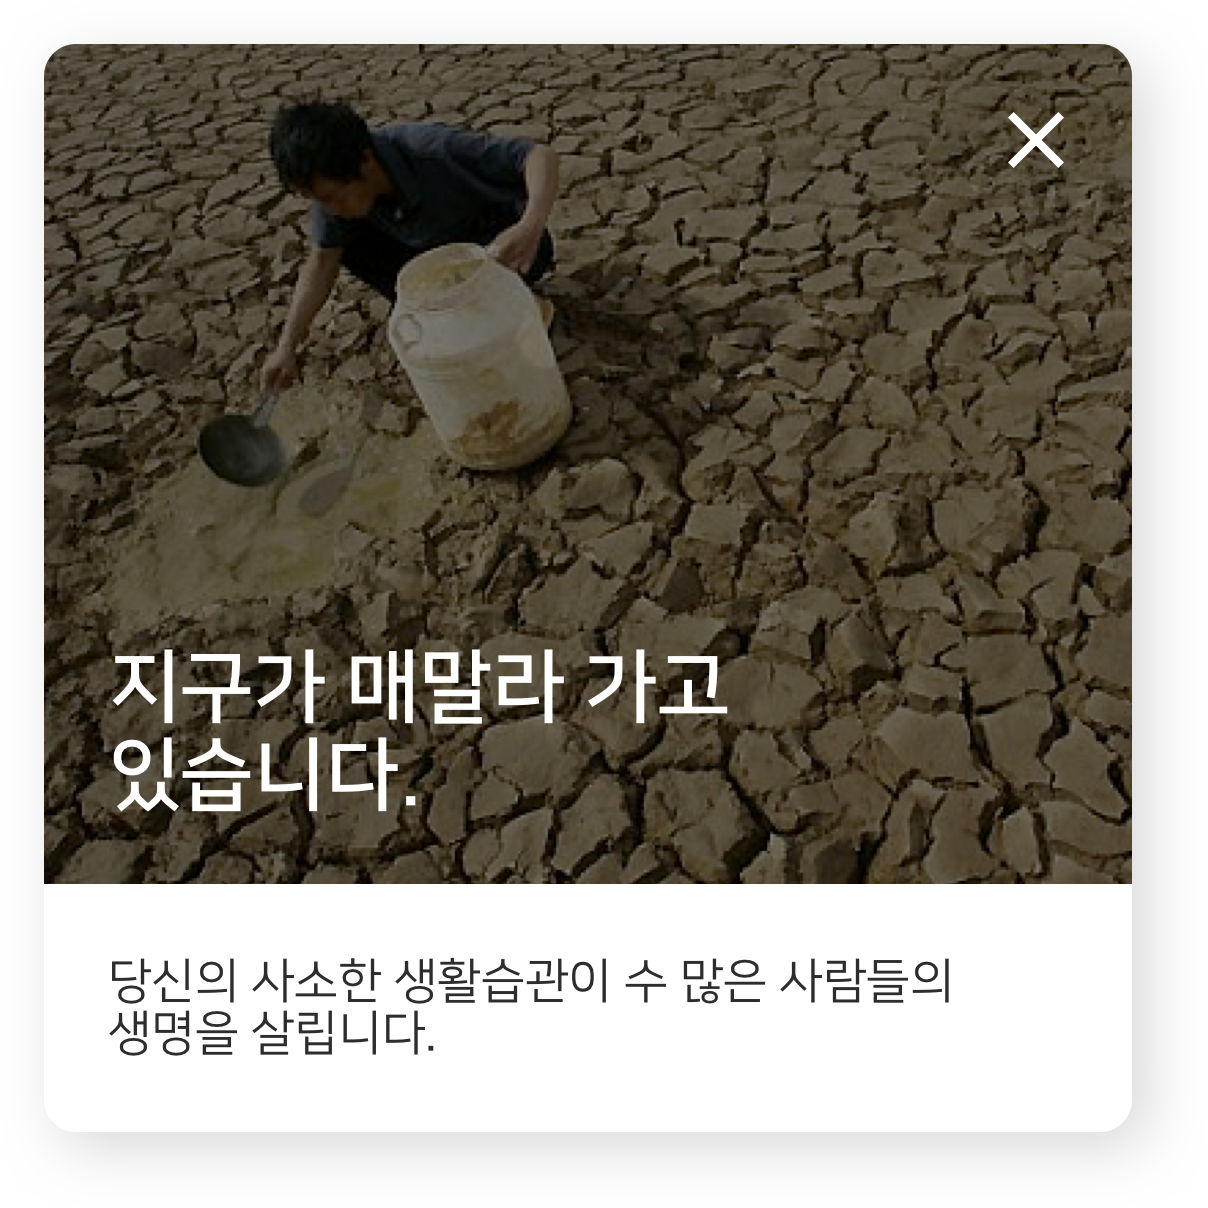 지구가 매말라 가고
있습니다.
당신의 사소한 생활습관이 수 많은 사람들의
생명을 살립니다.